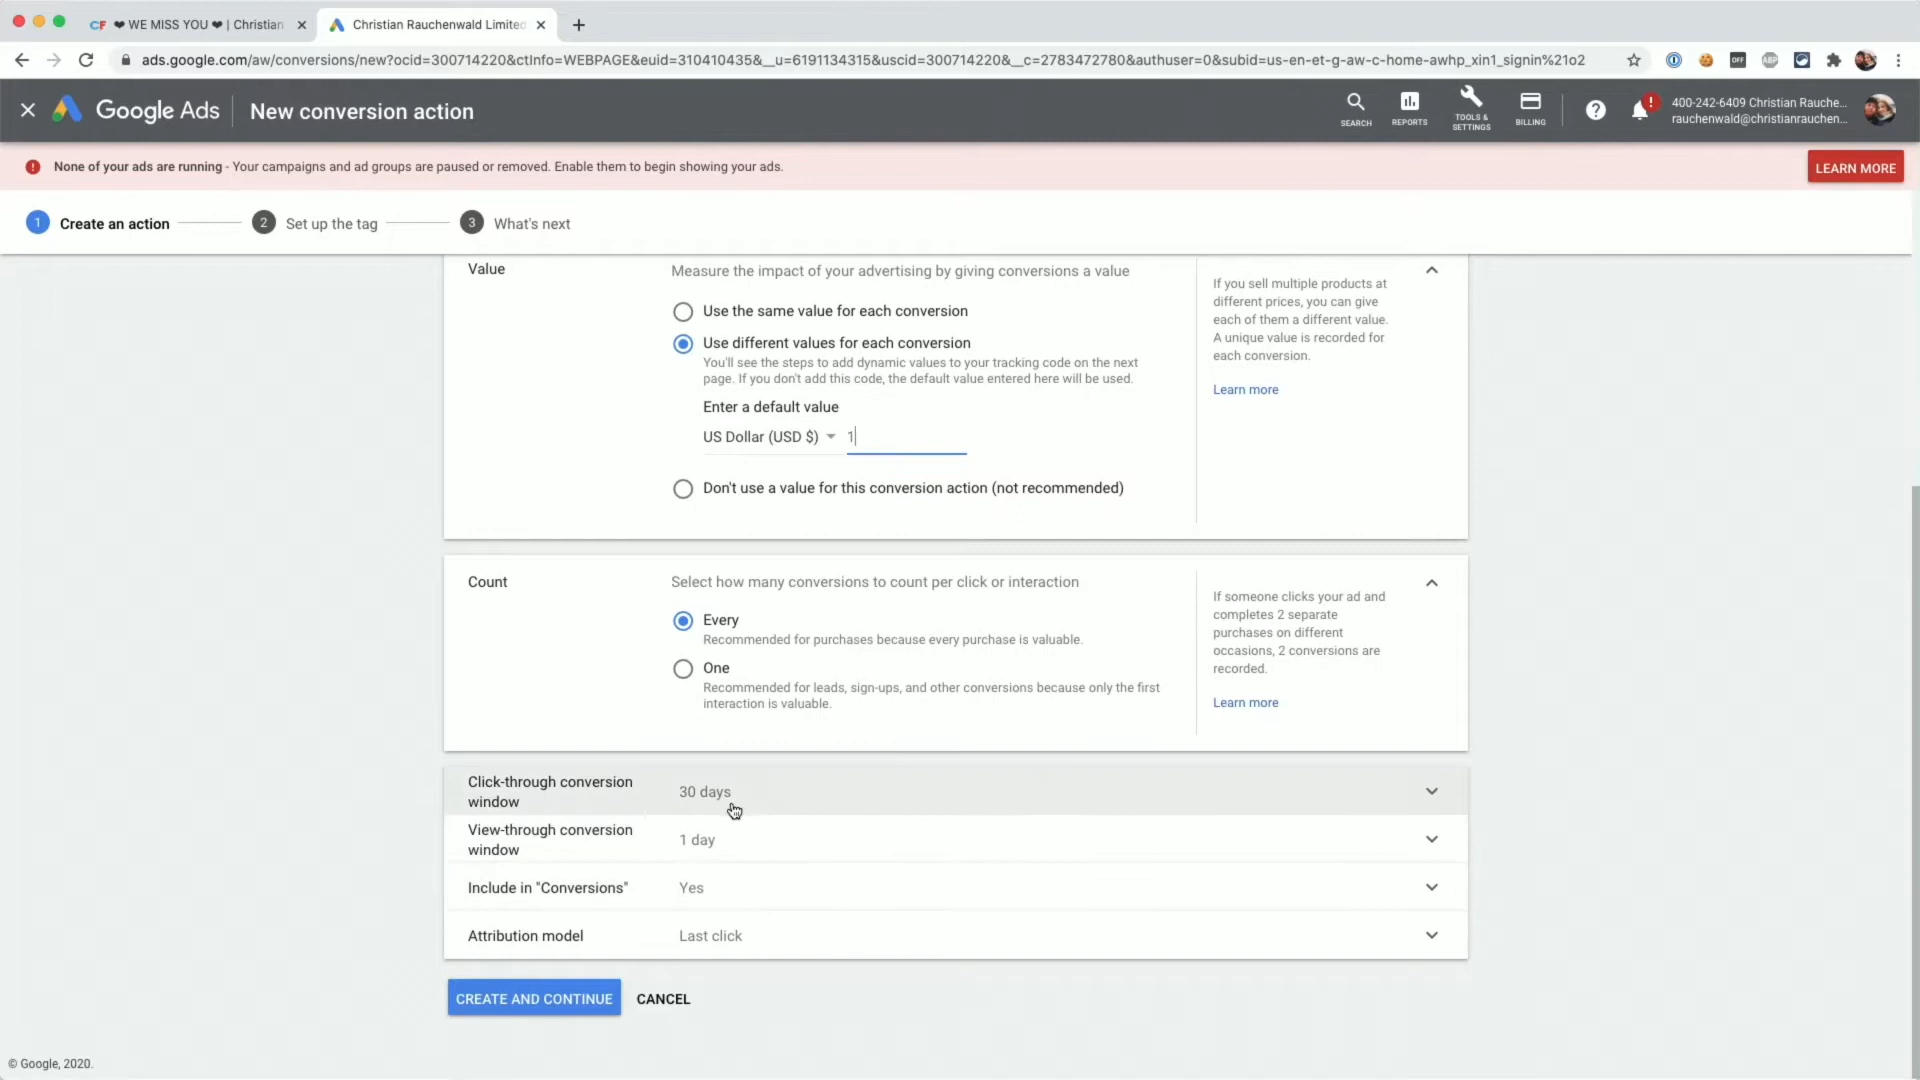 CF ❤ WE MISS YOU ❤ | Christian
Christian Rauchenwald Limited
ads.google.com/aw/conversions/new?ocid=300714220&ctInfo=WEBPAGE&euid=310410435&__u=6191134315&uscid=300714220&__c=2783472780&authuser=0&subid=us-en-et-g-aw-c-home-awhp_xin1_signin%21o2
OFF
ABP
Google Ads
New conversion action
SEARCH
REPORTS
TOOLS &
SETTINGS
BILLING
400-242-6409 Christian Rauche...
rauchenwald@christianrauchen...
None of your ads are running - Your campaigns and ad groups are paused or removed. Enable them to begin showing your ads.
LEARN MORE
1 Create an action
2 Set up the tag
3 What's next
Value
Measure the impact of your advertising by giving conversions a value
Use the same value for each conversion
Use different values for each conversion
You'll see the steps to add dynamic values to your tracking code on the next
page. If you don't add this code, the default value entered here will be used.
Enter a default value
US Dollar (USD $) 1
Don't use a value for this conversion action (not recommended)
If you sell multiple products at
different prices, you can give
each of them a different value.
A unique value is recorded for
each conversion.
Learn more
Count
Select how many conversions to count per click or interaction
Every
Recommended for purchases because every purchase is valuable.
One
Recommended for leads, sign-ups, and other conversions because only the first
interaction is valuable.
If someone clicks your ad and
completes 2 separate
purchases on different
occasions, 2 conversions are
recorded.
Learn more
Click-through conversion
window
30 days
View-through conversion
window
1 day
Include in "Conversions"
Yes
Attribution model
Last click
CREATE AND CONTINUE
CANCEL
© Google, 2020.